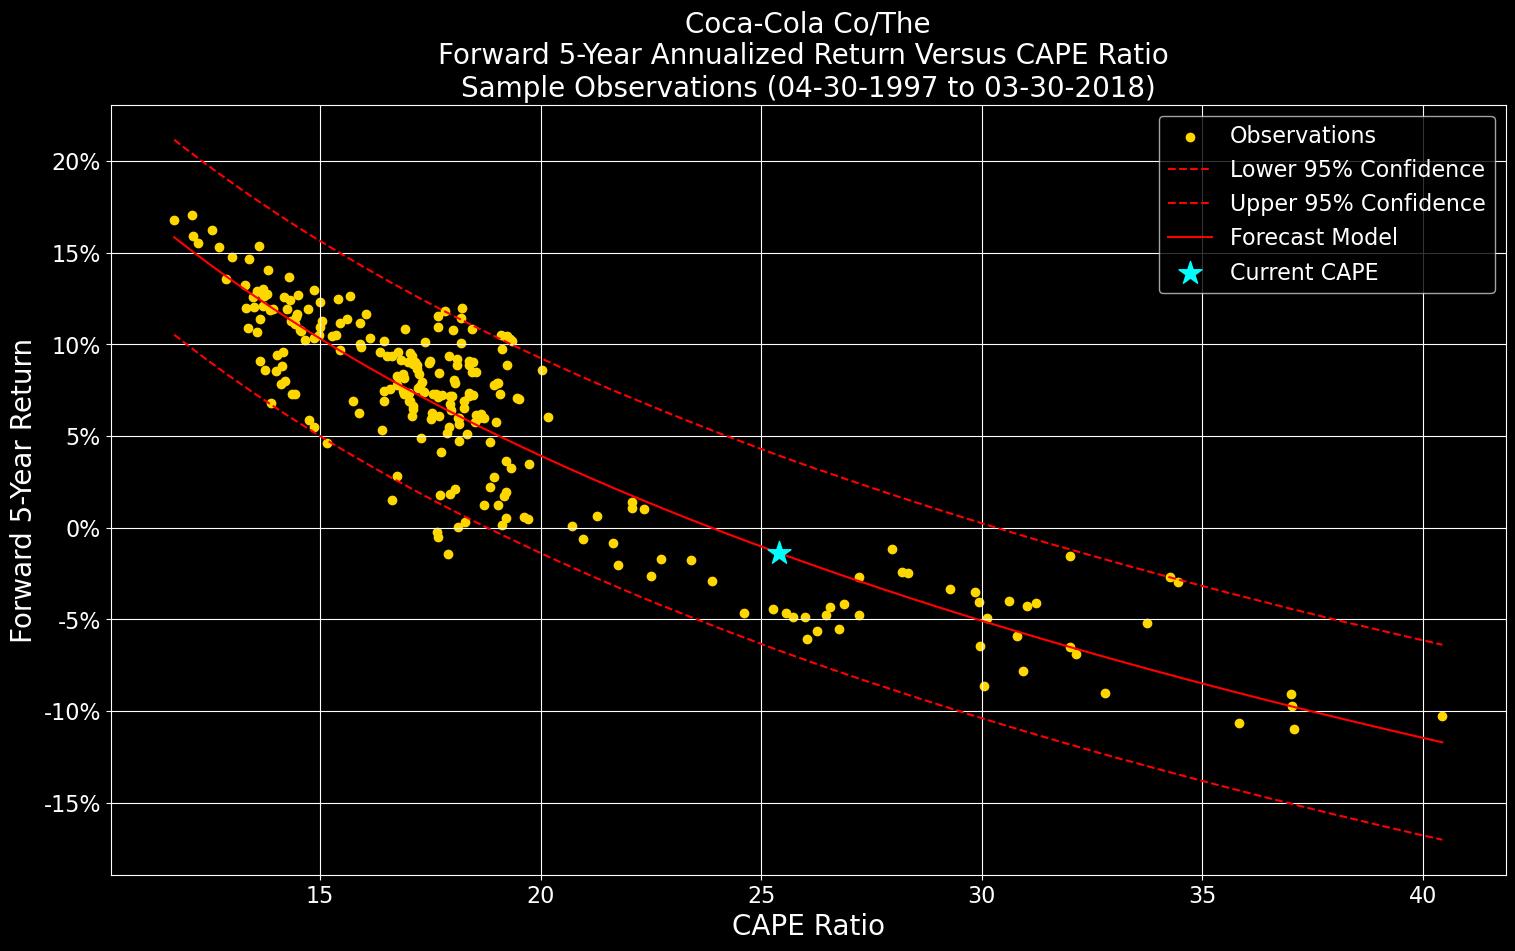 Coca-Cola Co/The
Forward 5-Year Annualized Return Versus CAPE Ratio
Sample Observations (04-30-1997 to 03-30-2018)
Observations
Lower 95% Confidence
Upper 95% Confidence
Forecast Model
Current CAPE
Forward 5-Year Return
20%
15%
10%
5%
0%
-5%
-10%
-15%
15 20 25 30 35 40
CAPE Ratio